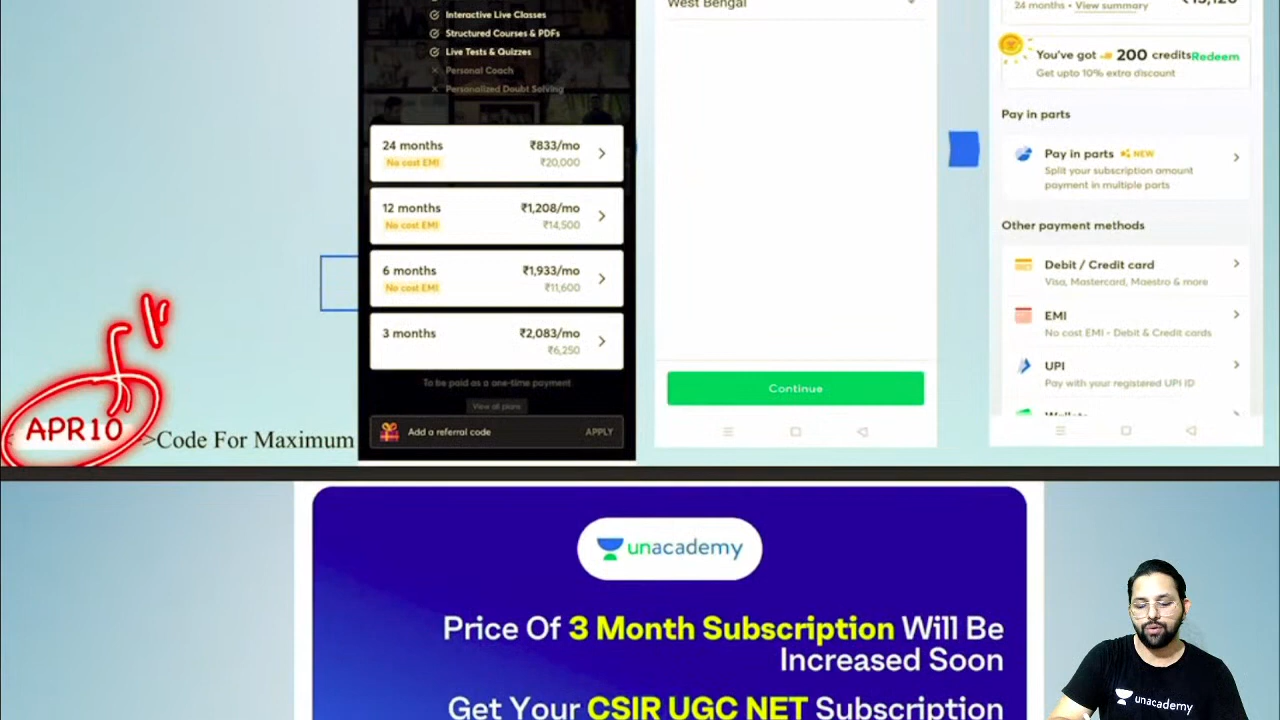 Interactive Live Classes
Structured Courses & PDFs
Live Tests & Quizzes
Personal Coach
Personalized Doubt Solving
24 months ₹833/mo
No cost EMI ₹20,000
12 months ₹1,208/mo
No cost EMI ₹14,500
6 months ₹1,933/mo
No cost EMI ₹11,600
3 months ₹2,083/mo
₹6,250
To be paid as a one-time payment
View all plans
Add a referral code APPLY
West Bengal
Continue
24 months • View summary
You've got 200 credits Redeem
Get upto 10% extra discount
Pay in parts
Pay in parts NEW
Split your subscription amount
payment in multiple parts
Other payment methods
Debit / Credit card
Visa, Mastercard, Maestro & more
EMI
No cost EMI - Debit & Credit cards
UPI
Pay with your registered UPI ID
APR10
>Code For Maximum
unacademy
Price Of 3 Month Subscription Will Be
Increased Soon
Get Your CSIR UGC NET Subscription
unacademy